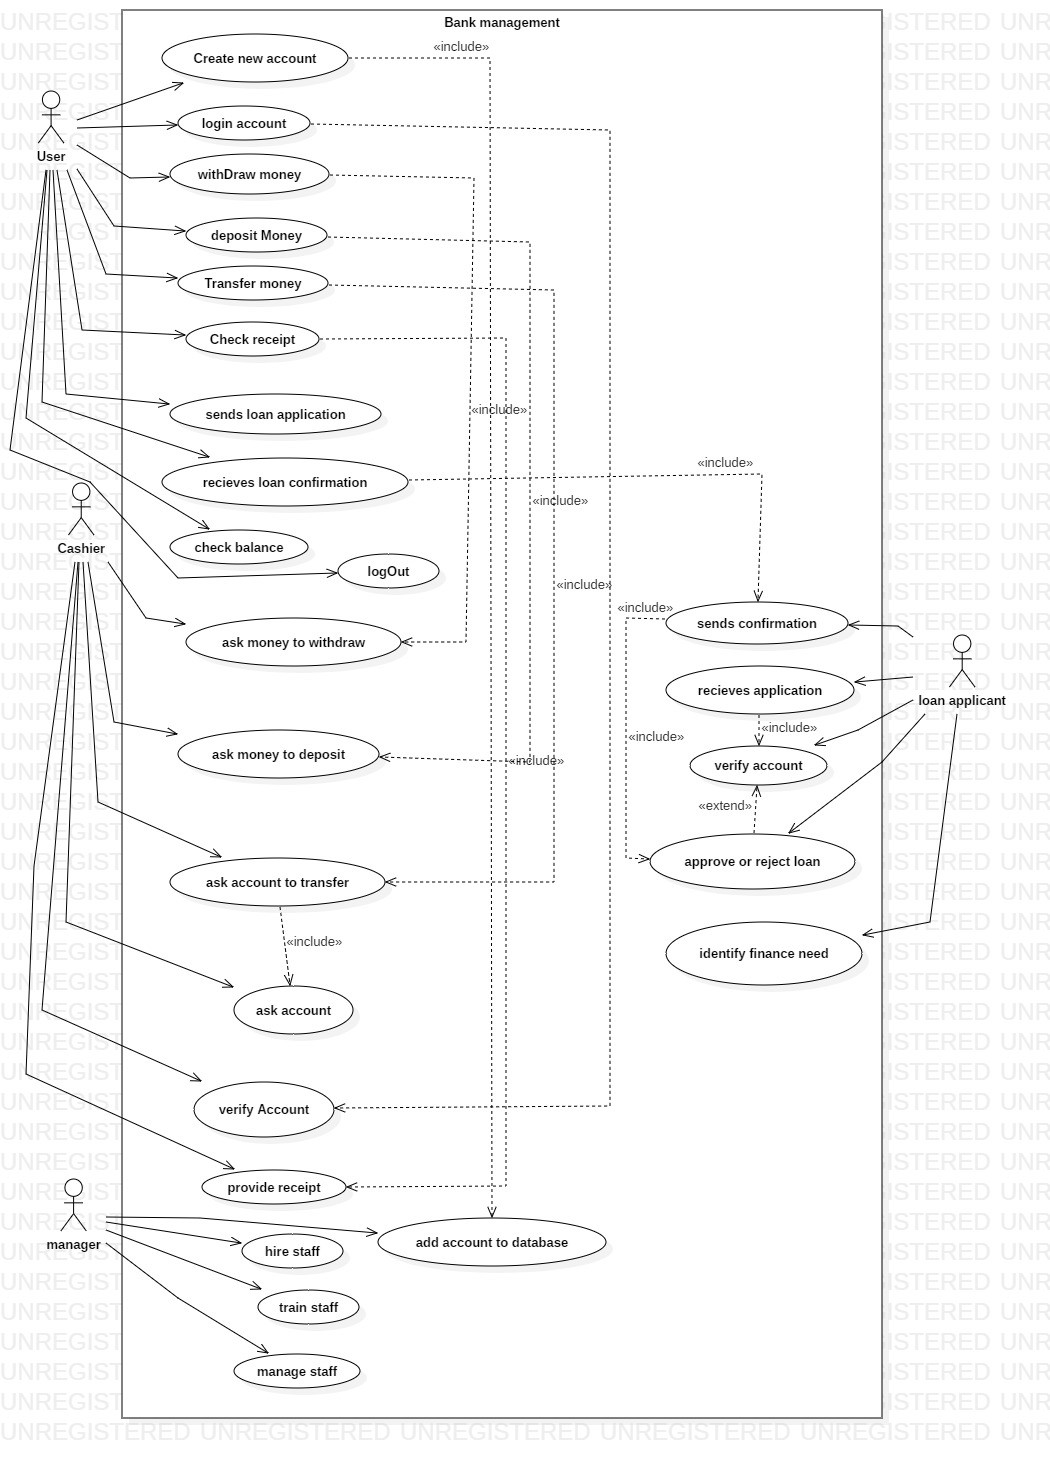 Bank management
Create new account
«include»
login account
User
withDraw money
deposit Money
Transfer money
Check receipt
sends loan application
«include»
recieves loan confirmation
«include»
«include»
Cashier
check balance
logOut
«include»
ask money to withdraw
«include»
sends confirmation
recieves application
loan applicant
«include»
«include»
ask money to deposit
«include»
verify account
«extend»
approve or reject loan
ask account to transfer
«include»
identify finance need
ask account
verify Account
provide receipt
manager
add account to database
hire staff
train staff
manage staff
UNREGISTERED UNREGISTERED UNREGISTERED UNREGISTERED UNREGISTERED UNR